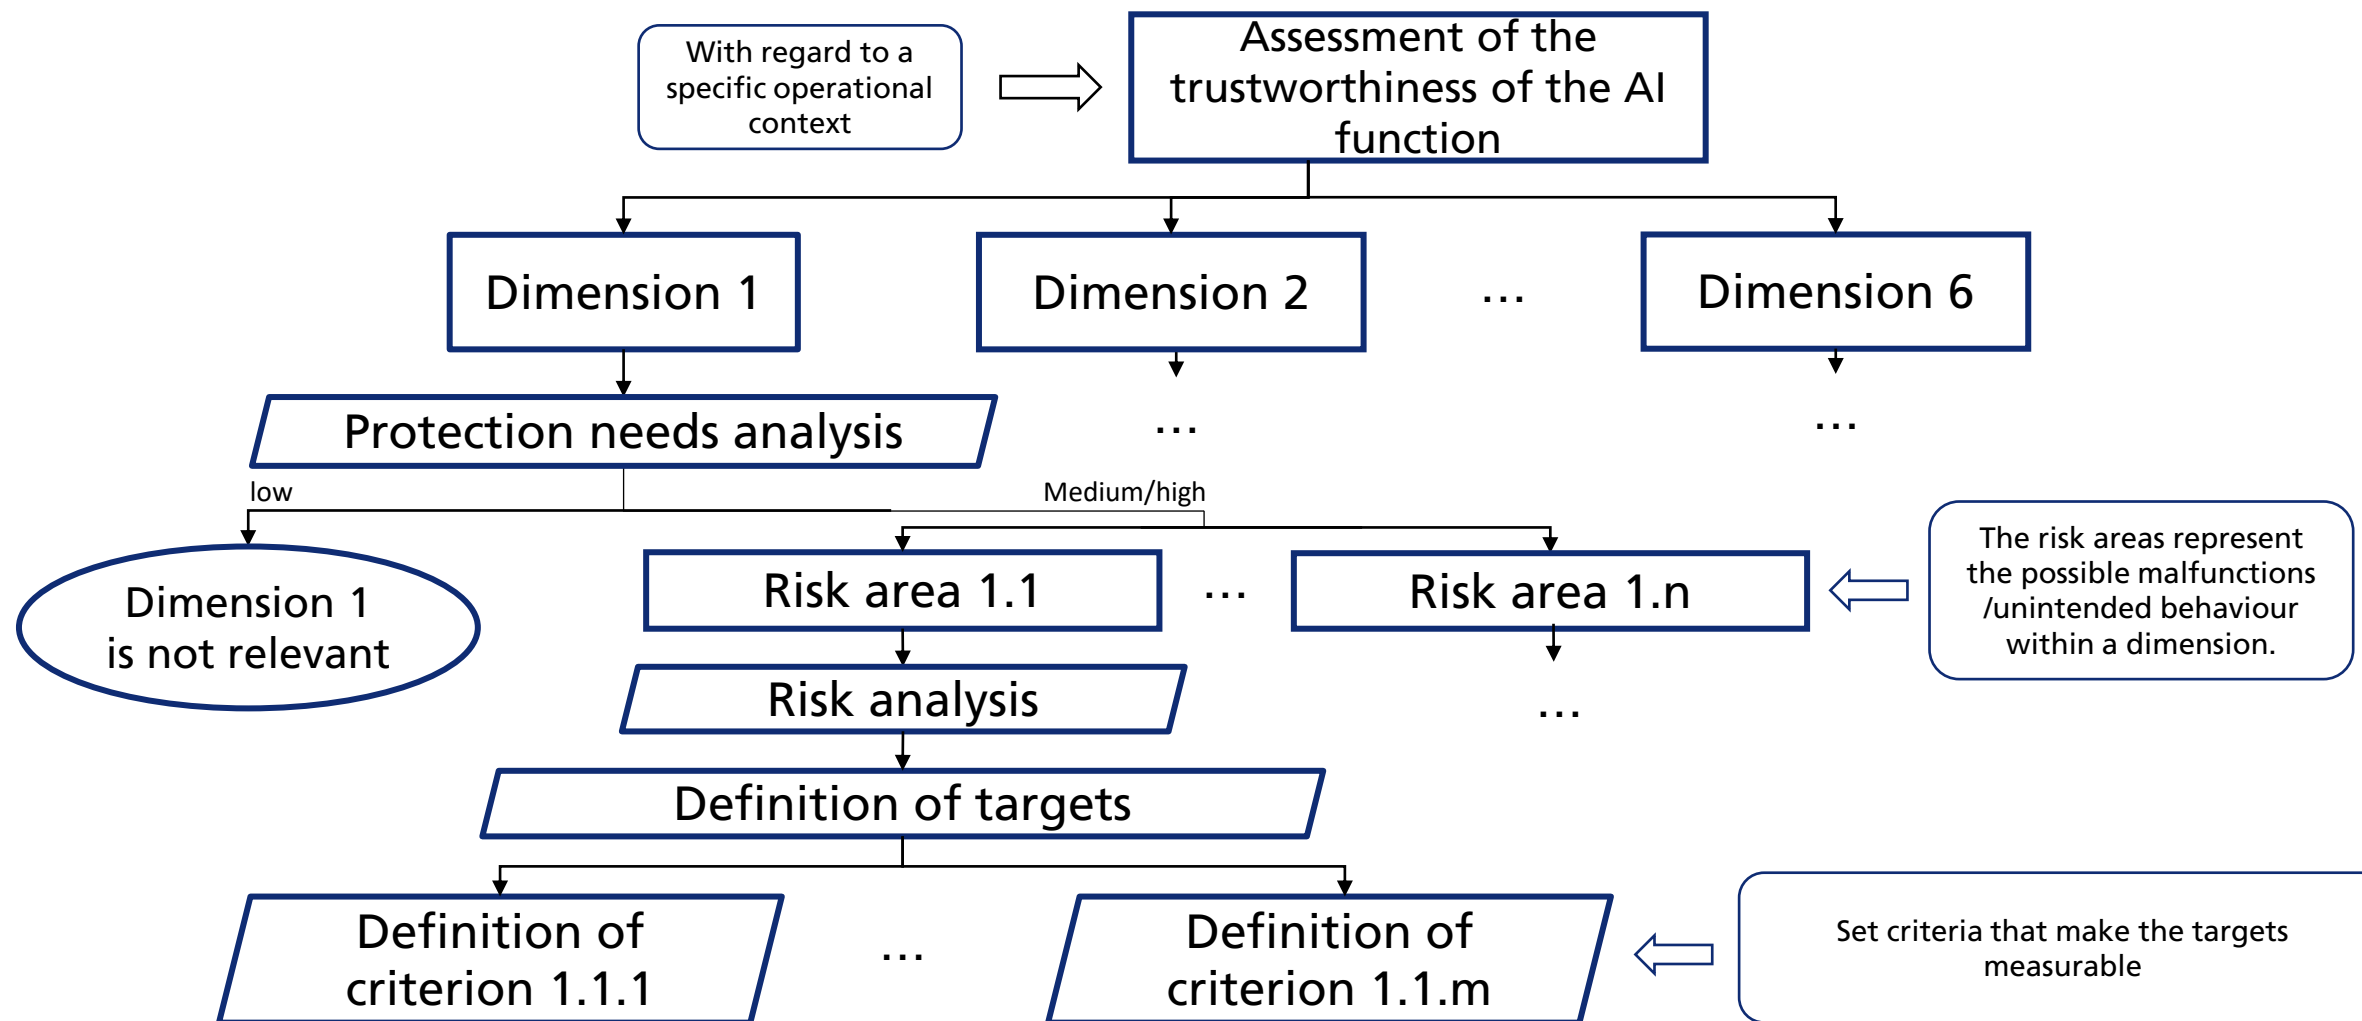 With regard to a
specific operational
context
Assessment of the
trustworthiness of the AI
function
Dimension 1
Dimension 2
...
Dimension 6
Protection needs analysis
...
...
low
Medium/high
Dimension 1
is not relevant
Risk area 1.1
...
Risk area 1.n
The risk areas represent
the possible malfunctions
/unintended behaviour
within a dimension.
Risk analysis
...
Definition of targets
Definition of
criterion 1.1.1
...
Definition of
criterion 1.1.m
Set criteria that make the targets
measurable